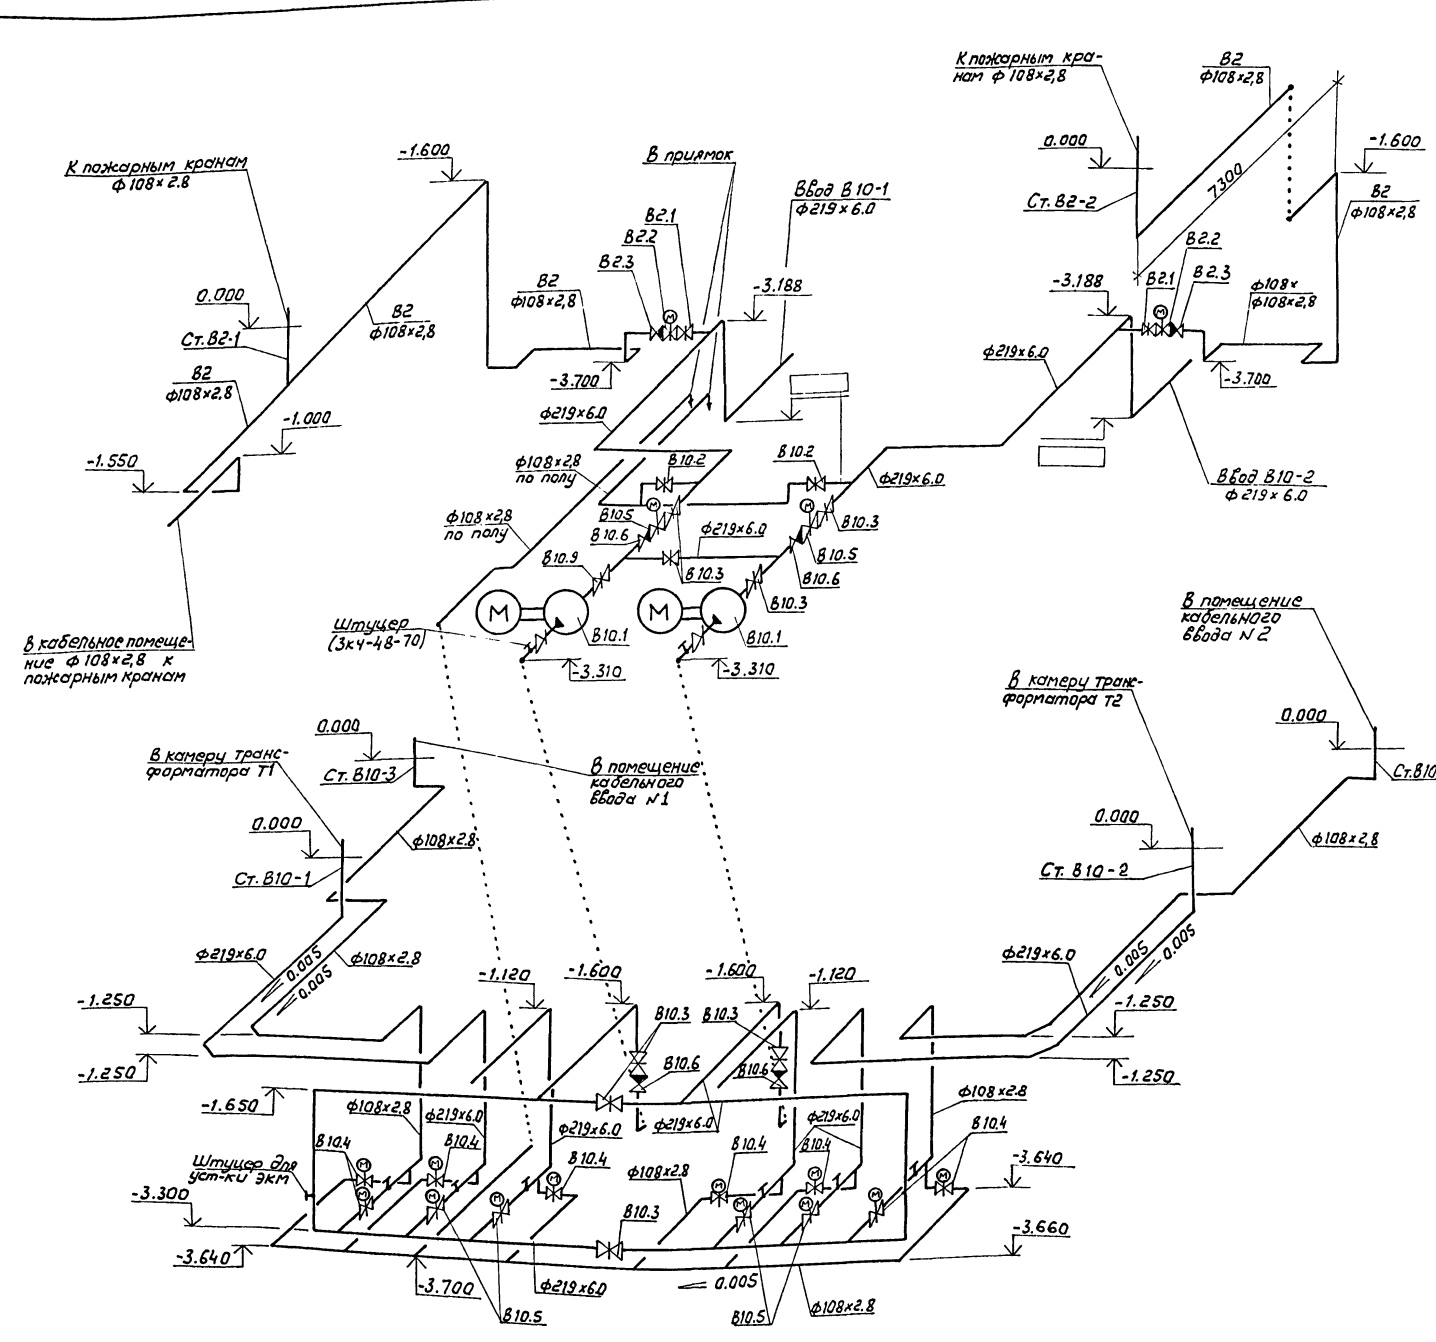 К пожарным кра-
нам ф 108×2,8
В2
ф108×2,8
0.000
-1.600
7300
Ст. В2-2
В2
ф108×2,8
К пожарным кранам
ф 108×2.8
-1.600
В приямок
Ввод В10-1
ф219×6.0
В2.1
В2.2
В2.3
В2.2
В2.1
В2.3
0.000
Ст. В2-1
В2
ф108×2,8
В2
ф108×2,8
М
-3.188
-3.188
М
ф108×
ф108×2,8
ф219×6.0
В2
ф108×2,8
-3.700
-3.700
-1.000
ф219×6.0
-1.550
ф108×2,8
по полу
В10.2
В10.2
ф219×6.0
Ввод В10-2
ф219×6.0
М
М
ф108×2,8
по полу
В10.5
В10.6
ф219×6.0
В10.3
В10.5
В10.9
В10.3
В10.6
В10.3
М
М
Штуцер
(3кч-48-70)
В10.1
В10.1
-3.310
-3.310
В кабельное помеще-
ние ф 108×2,8 к
пожарным кранам
В помещение
кабельного
ввода №2
В камеру транс-
форматора Т2
0.000
0.000
В камеру транс-
форматора Т1
Ст. В10-3
В помещение
кабельного
ввода №1
Ст. В10
0.000
ф108×2.8
0.000
ф108×2,8
Ст. В10-1
Ст. В10-2
ф219×6.0
0.005
0.005
ф108×2.8
ф219×6.0
0.005
0.005
-1.120
-1.600
-1.600
-1.120
-1.250
-1.250
В10.3
В10.3
-1.250
В10.6
В10.6
-1.250
-1.650
ф108×2.8
ф219×6.0
ф219×6.0
ф219×6.0
ф219×6.0
ф108×2.8
В10.4
В10.4
В10.4
В10.4
В10.4
В10.4
Штуцер для
уст-ки ЭКМ
М
М
М
ф108×2.8
М
М
М
-3.640
-3.300
М
М
М
М
М
М
В10.3
-3.640
-3.660
-3.700
ф219×6.0
0.005
В10.5
В10.5
ф108×2.8